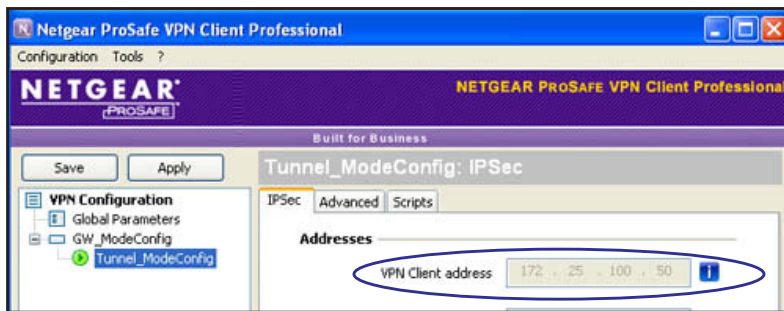 Netgear ProSafe VPN Client Professional
Configuration Tools ?
NETGEAR®
PROSAFE
NETGEAR PROSAFE VPN Client Professional
Built for Business
Save Apply
Tunnel_ModeConfig: IPSec
VPN Configuration
Global Parameters
GW_ModeConfig
Tunnel_ModeConfig
IPSec Advanced Scripts
Addresses
VPN Client address 172 . 25 . 100 . 50